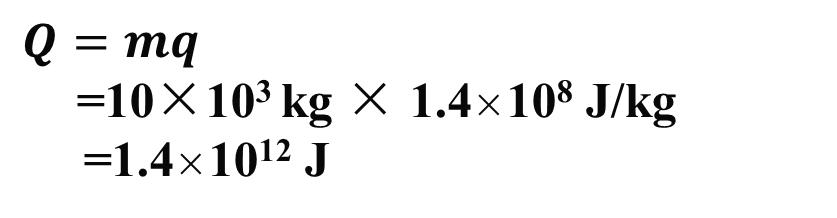 Q = mq
=10×10³ kg × 1.4×10⁸ J/kg
=1.4×10¹² J